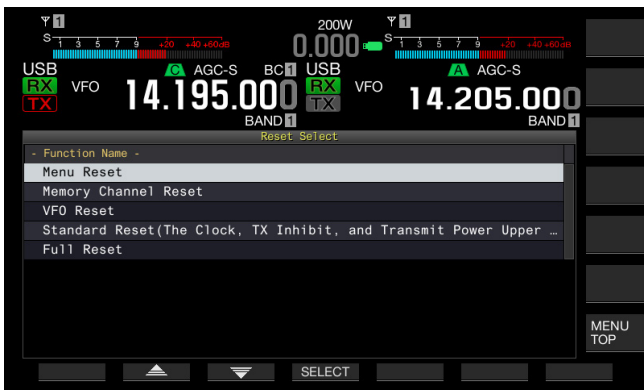 1 200W 1
S 1 3 5 7 9 +20 +40 +60dB 0.000 S 1 3 5 7 9 +20 +40 +60dB
USB C AGC-S BC1 USB A AGC-S
RX VFO 14.195.000 RX VFO 14.205.000
TX TX
BAND1 BAND1
Reset Select
- Function Name -
Menu Reset
Memory Channel Reset
VFO Reset
Standard Reset(The Clock, TX Inhibit, and Transmit Power Upper …
Full Reset
MENU
TOP
SELECT